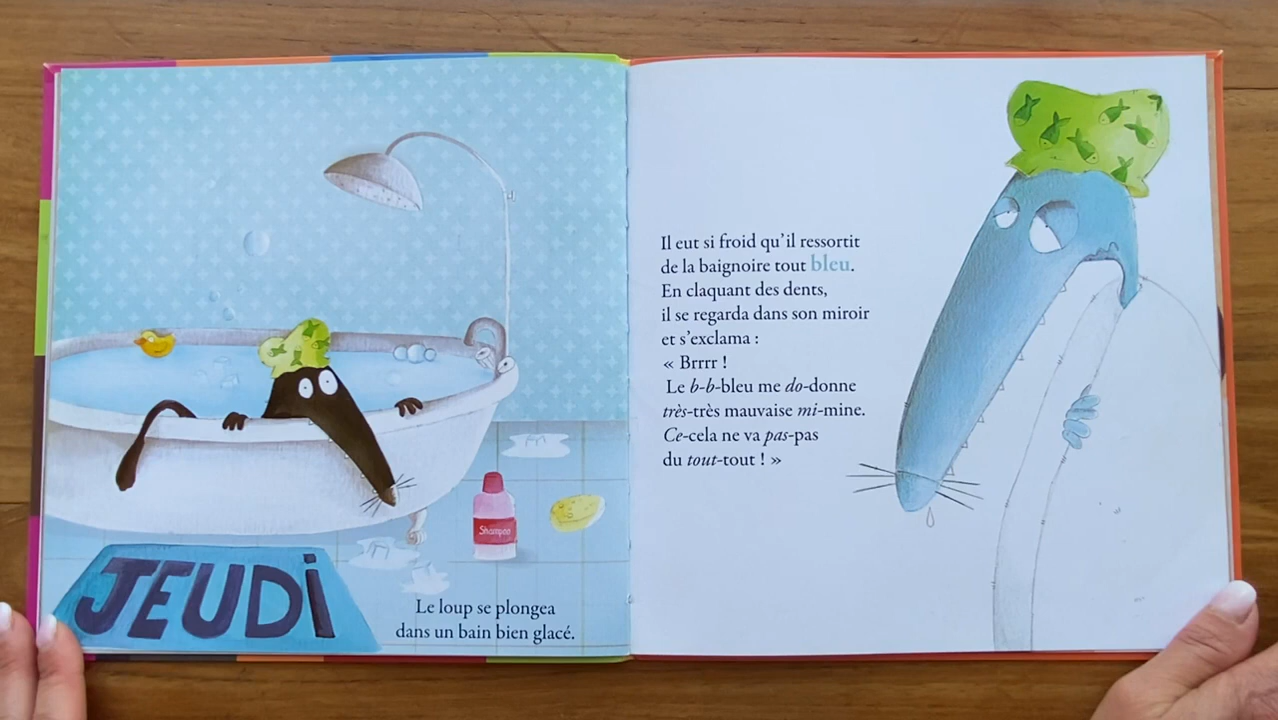 JEUDi
Shampoo
Le loup se plongea
dans un bain bien glacé.
Il eut si froid qu'il ressortit
de la baignoire tout bleu.
En claquant des dents,
il se regarda dans son miroir
et s'exclama :
« Brrrr !
Le b-b-bleu me do-donne
très-très mauvaise mi-mine.
Ce-cela ne va pas-pas
du tout-tout ! »